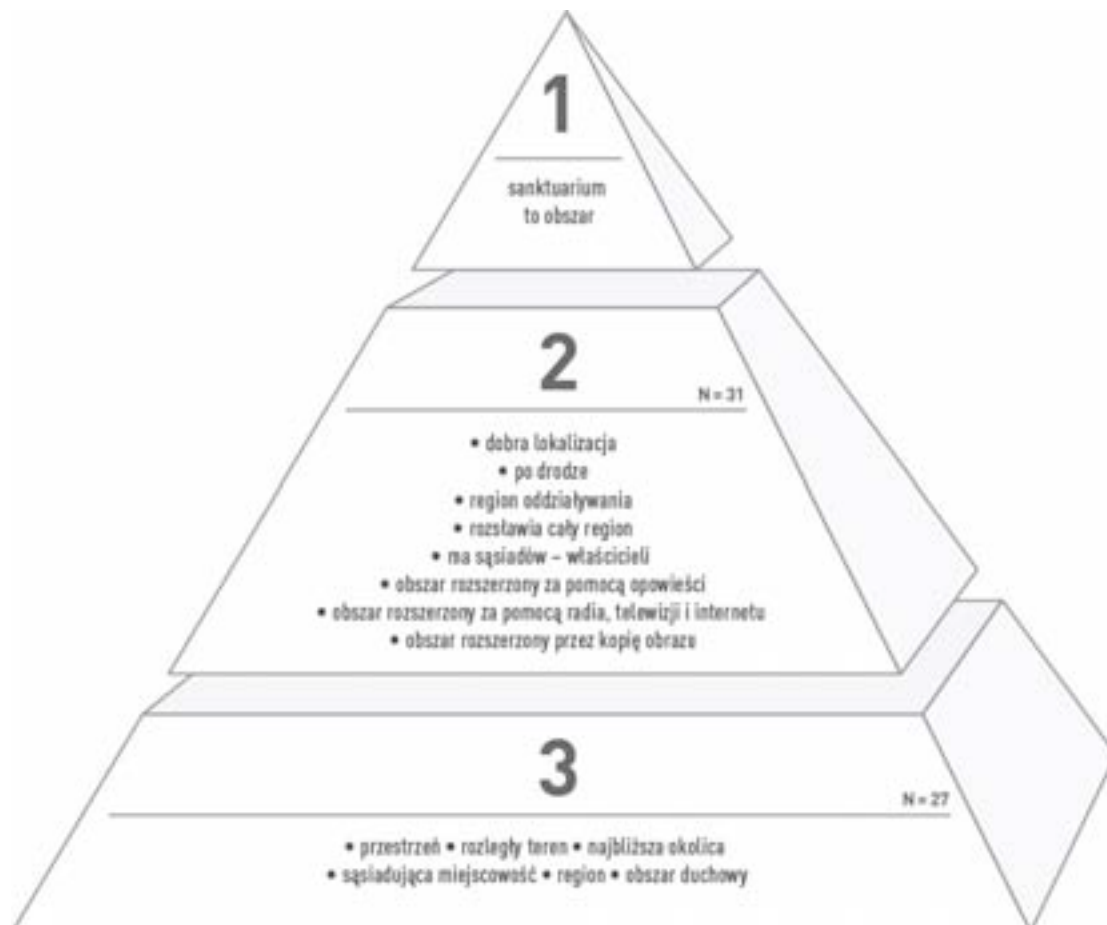 1
sanktuarium
to obszar
2
N = 31
• dobra lokalizacja
• po drodze
• region oddziaływania
• rozsławia cały region
• ma sąsiadów – właścicieli
• obszar rozszerzony za pomocą opowieści
• obszar rozszerzony za pomocą radia, telewizji i internetu
• obszar rozszerzony przez kopię obrazu
3
N = 27
• przestrzeń • rozległy teren • najbliższa okolica
• sąsiadująca miejscowość • region • obszar duchowy